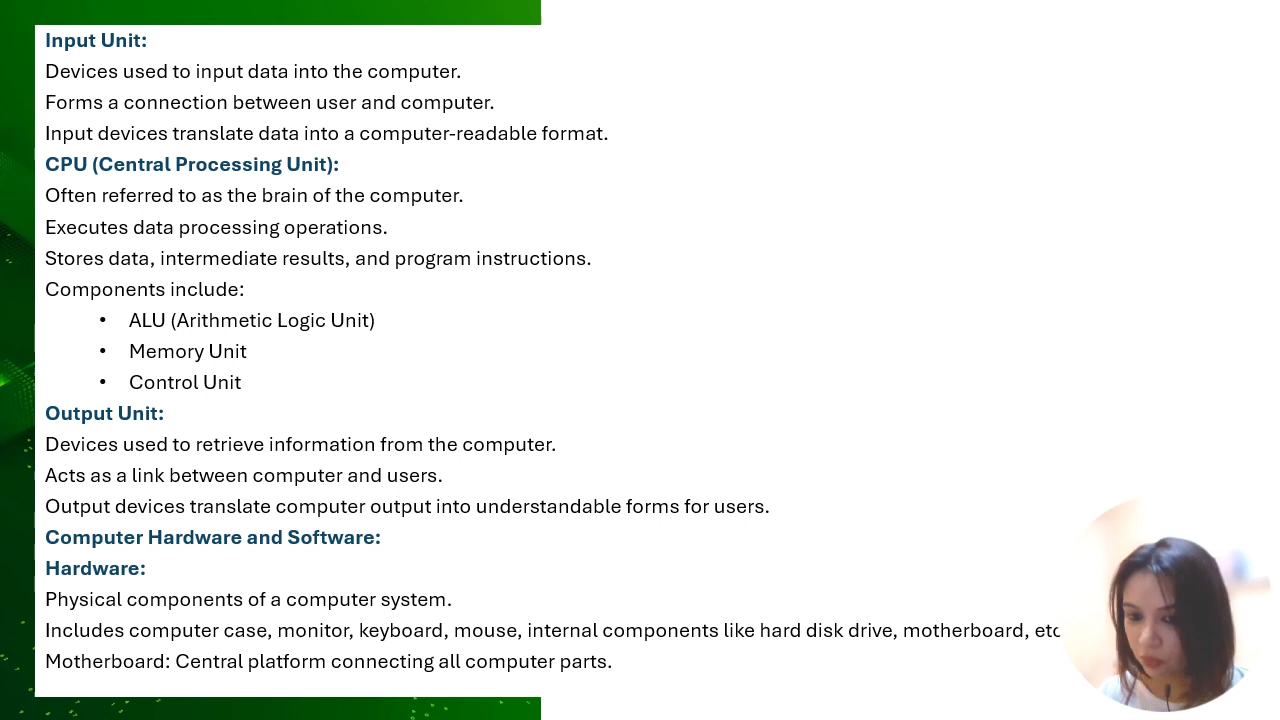 Input Unit:
Devices used to input data into the computer.
Forms a connection between user and computer.
Input devices translate data into a computer-readable format.
CPU (Central Processing Unit):
Often referred to as the brain of the computer.
Executes data processing operations.
Stores data, intermediate results, and program instructions.
Components include:
• ALU (Arithmetic Logic Unit)
• Memory Unit
• Control Unit
Output Unit:
Devices used to retrieve information from the computer.
Acts as a link between computer and users.
Output devices translate computer output into understandable forms for users.
Computer Hardware and Software:
Hardware:
Physical components of a computer system.
Includes computer case, monitor, keyboard, mouse, internal components like hard disk drive, motherboard, etc
Motherboard: Central platform connecting all computer parts.